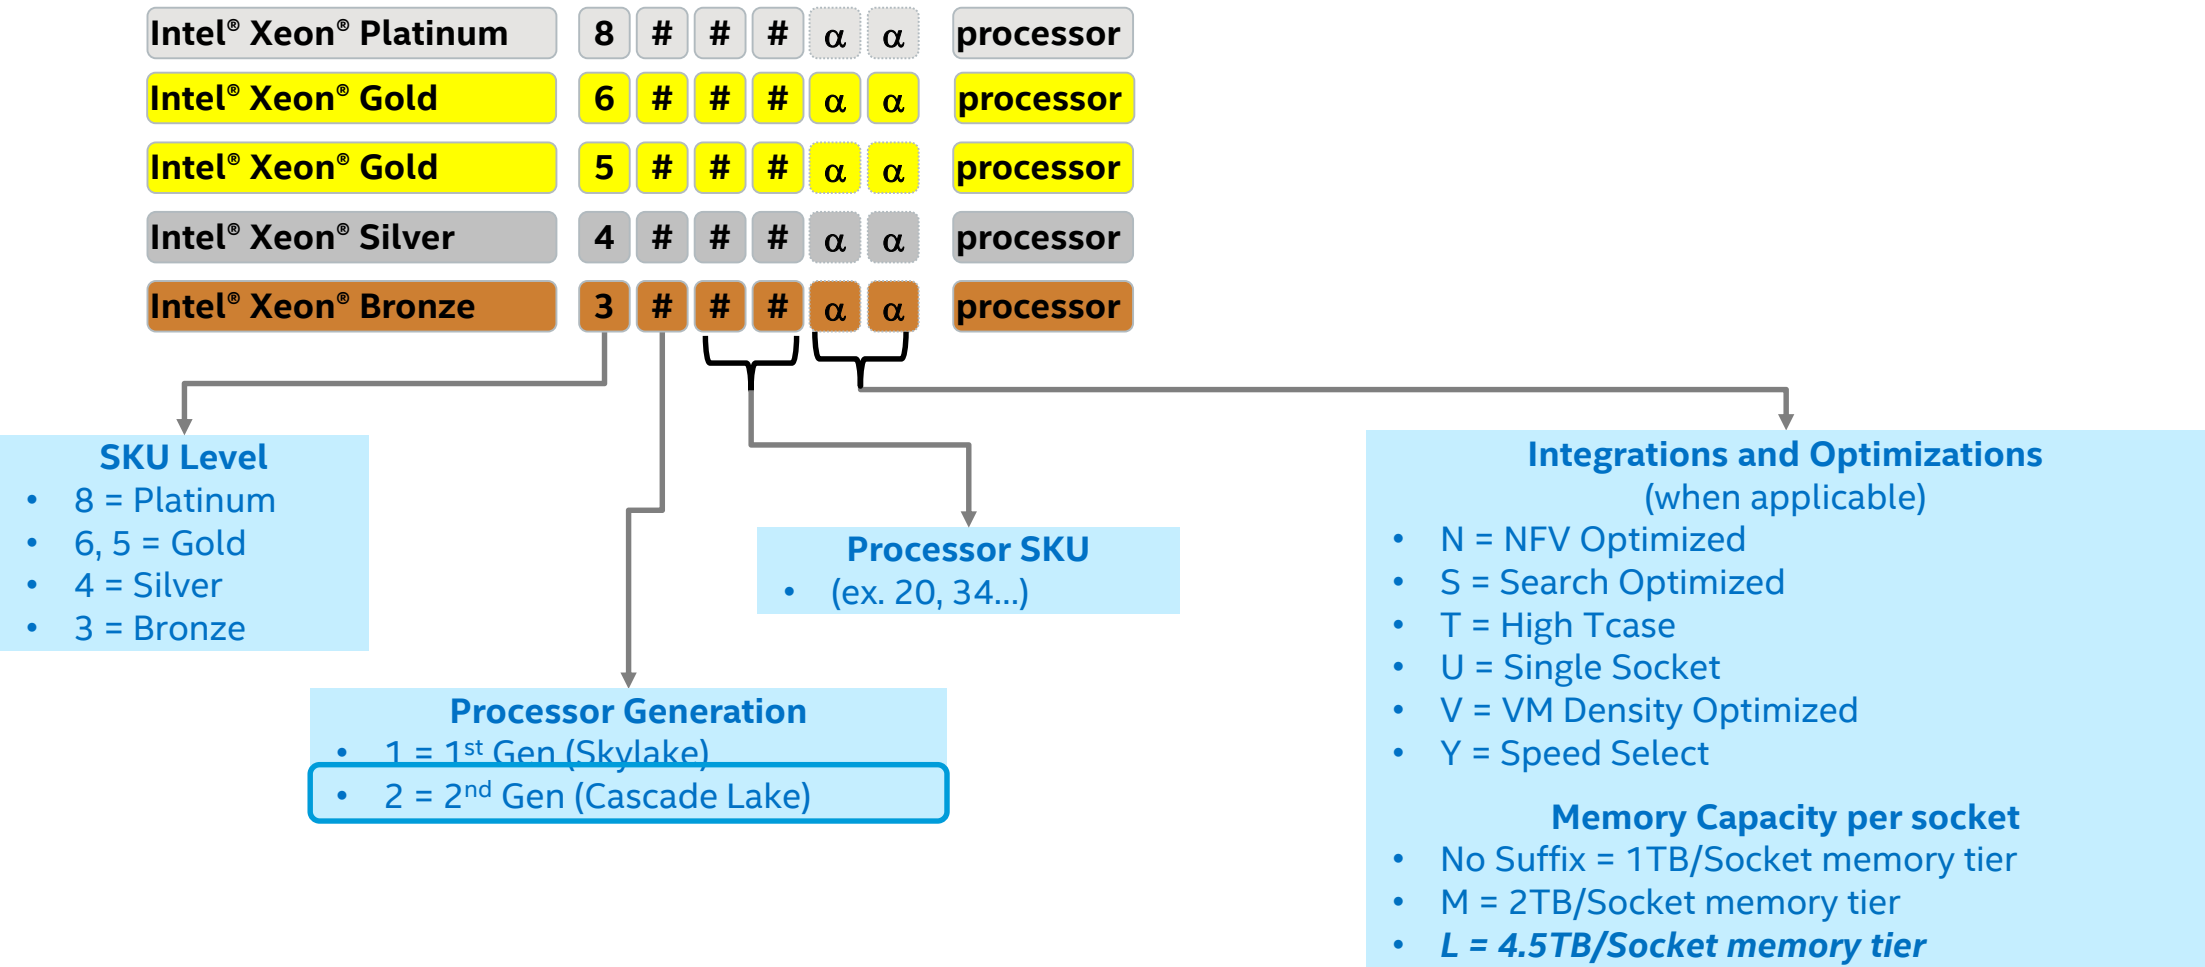 Intel® Xeon® Platinum 8 # # # α α processor
Intel® Xeon® Gold 6 # # # α α processor
Intel® Xeon® Gold 5 # # # α α processor
Intel® Xeon® Silver 4 # # # α α processor
Intel® Xeon® Bronze 3 # # # α α processor
SKU Level
• 8 = Platinum
• 6, 5 = Gold
• 4 = Silver
• 3 = Bronze
Processor Generation
• 1 = 1st Gen (Skylake)
• 2 = 2nd Gen (Cascade Lake)
Processor SKU
• (ex. 20, 34...)
Integrations and Optimizations
(when applicable)
• N = NFV Optimized
• S = Search Optimized
• T = High Tcase
• U = Single Socket
• V = VM Density Optimized
• Y = Speed Select
Memory Capacity per socket
• No Suffix = 1TB/Socket memory tier
• M = 2TB/Socket memory tier
• L = 4.5TB/Socket memory tier